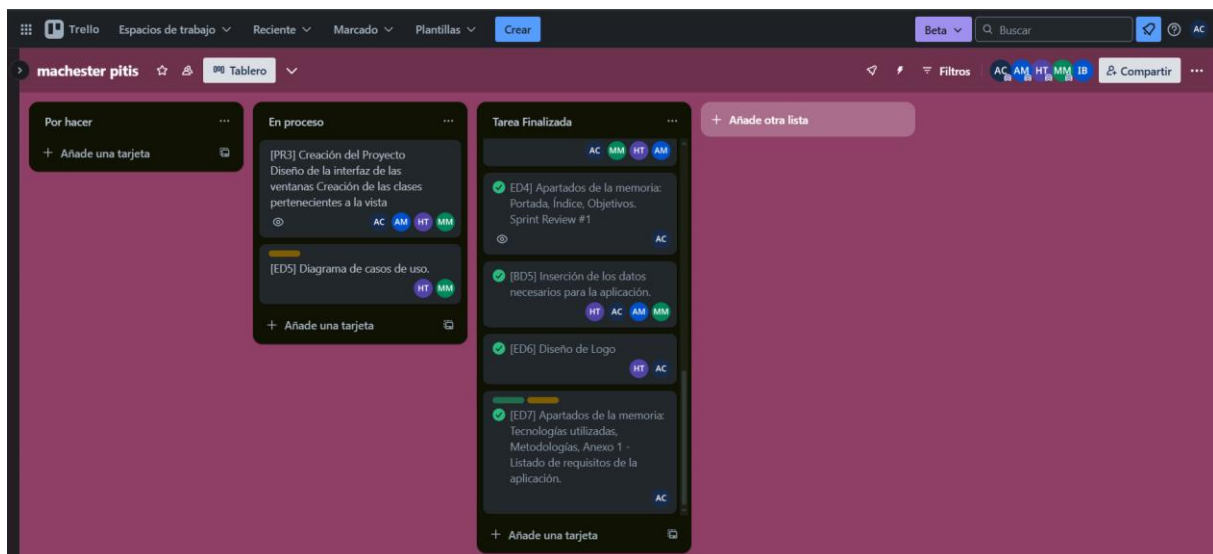 Trello Espacios de trabajo Reciente Marcado Plantillas Crear Beta Buscar AC
machester pitis Tablero Filtros AC AM HT MM IB Compartir
Por hacer
+ Añade una tarjeta
En proceso
[PR3] Creación del Proyecto
Diseño de la interfaz de las
ventanas Creación de las clases
pertenecientes a la vista
AC AM HT MM
[ED5] Diagrama de casos de uso.
HT MM
+ Añade una tarjeta
Tarea Finalizada
AC MM HT AM
ED4] Apartados de la memoria:
Portada, Índice, Objetivos.
Sprint Review #1
AC
[BD5] Inserción de los datos
necesarios para la aplicación.
HT AC AM MM
[ED6] Diseño de Logo
HT AC
[ED7] Apartados de la memoria:
Tecnologías utilizadas,
Metodologías, Anexo 1 -
Listado de requisitos de la
aplicación.
AC
+ Añade una tarjeta
+ Añade otra lista